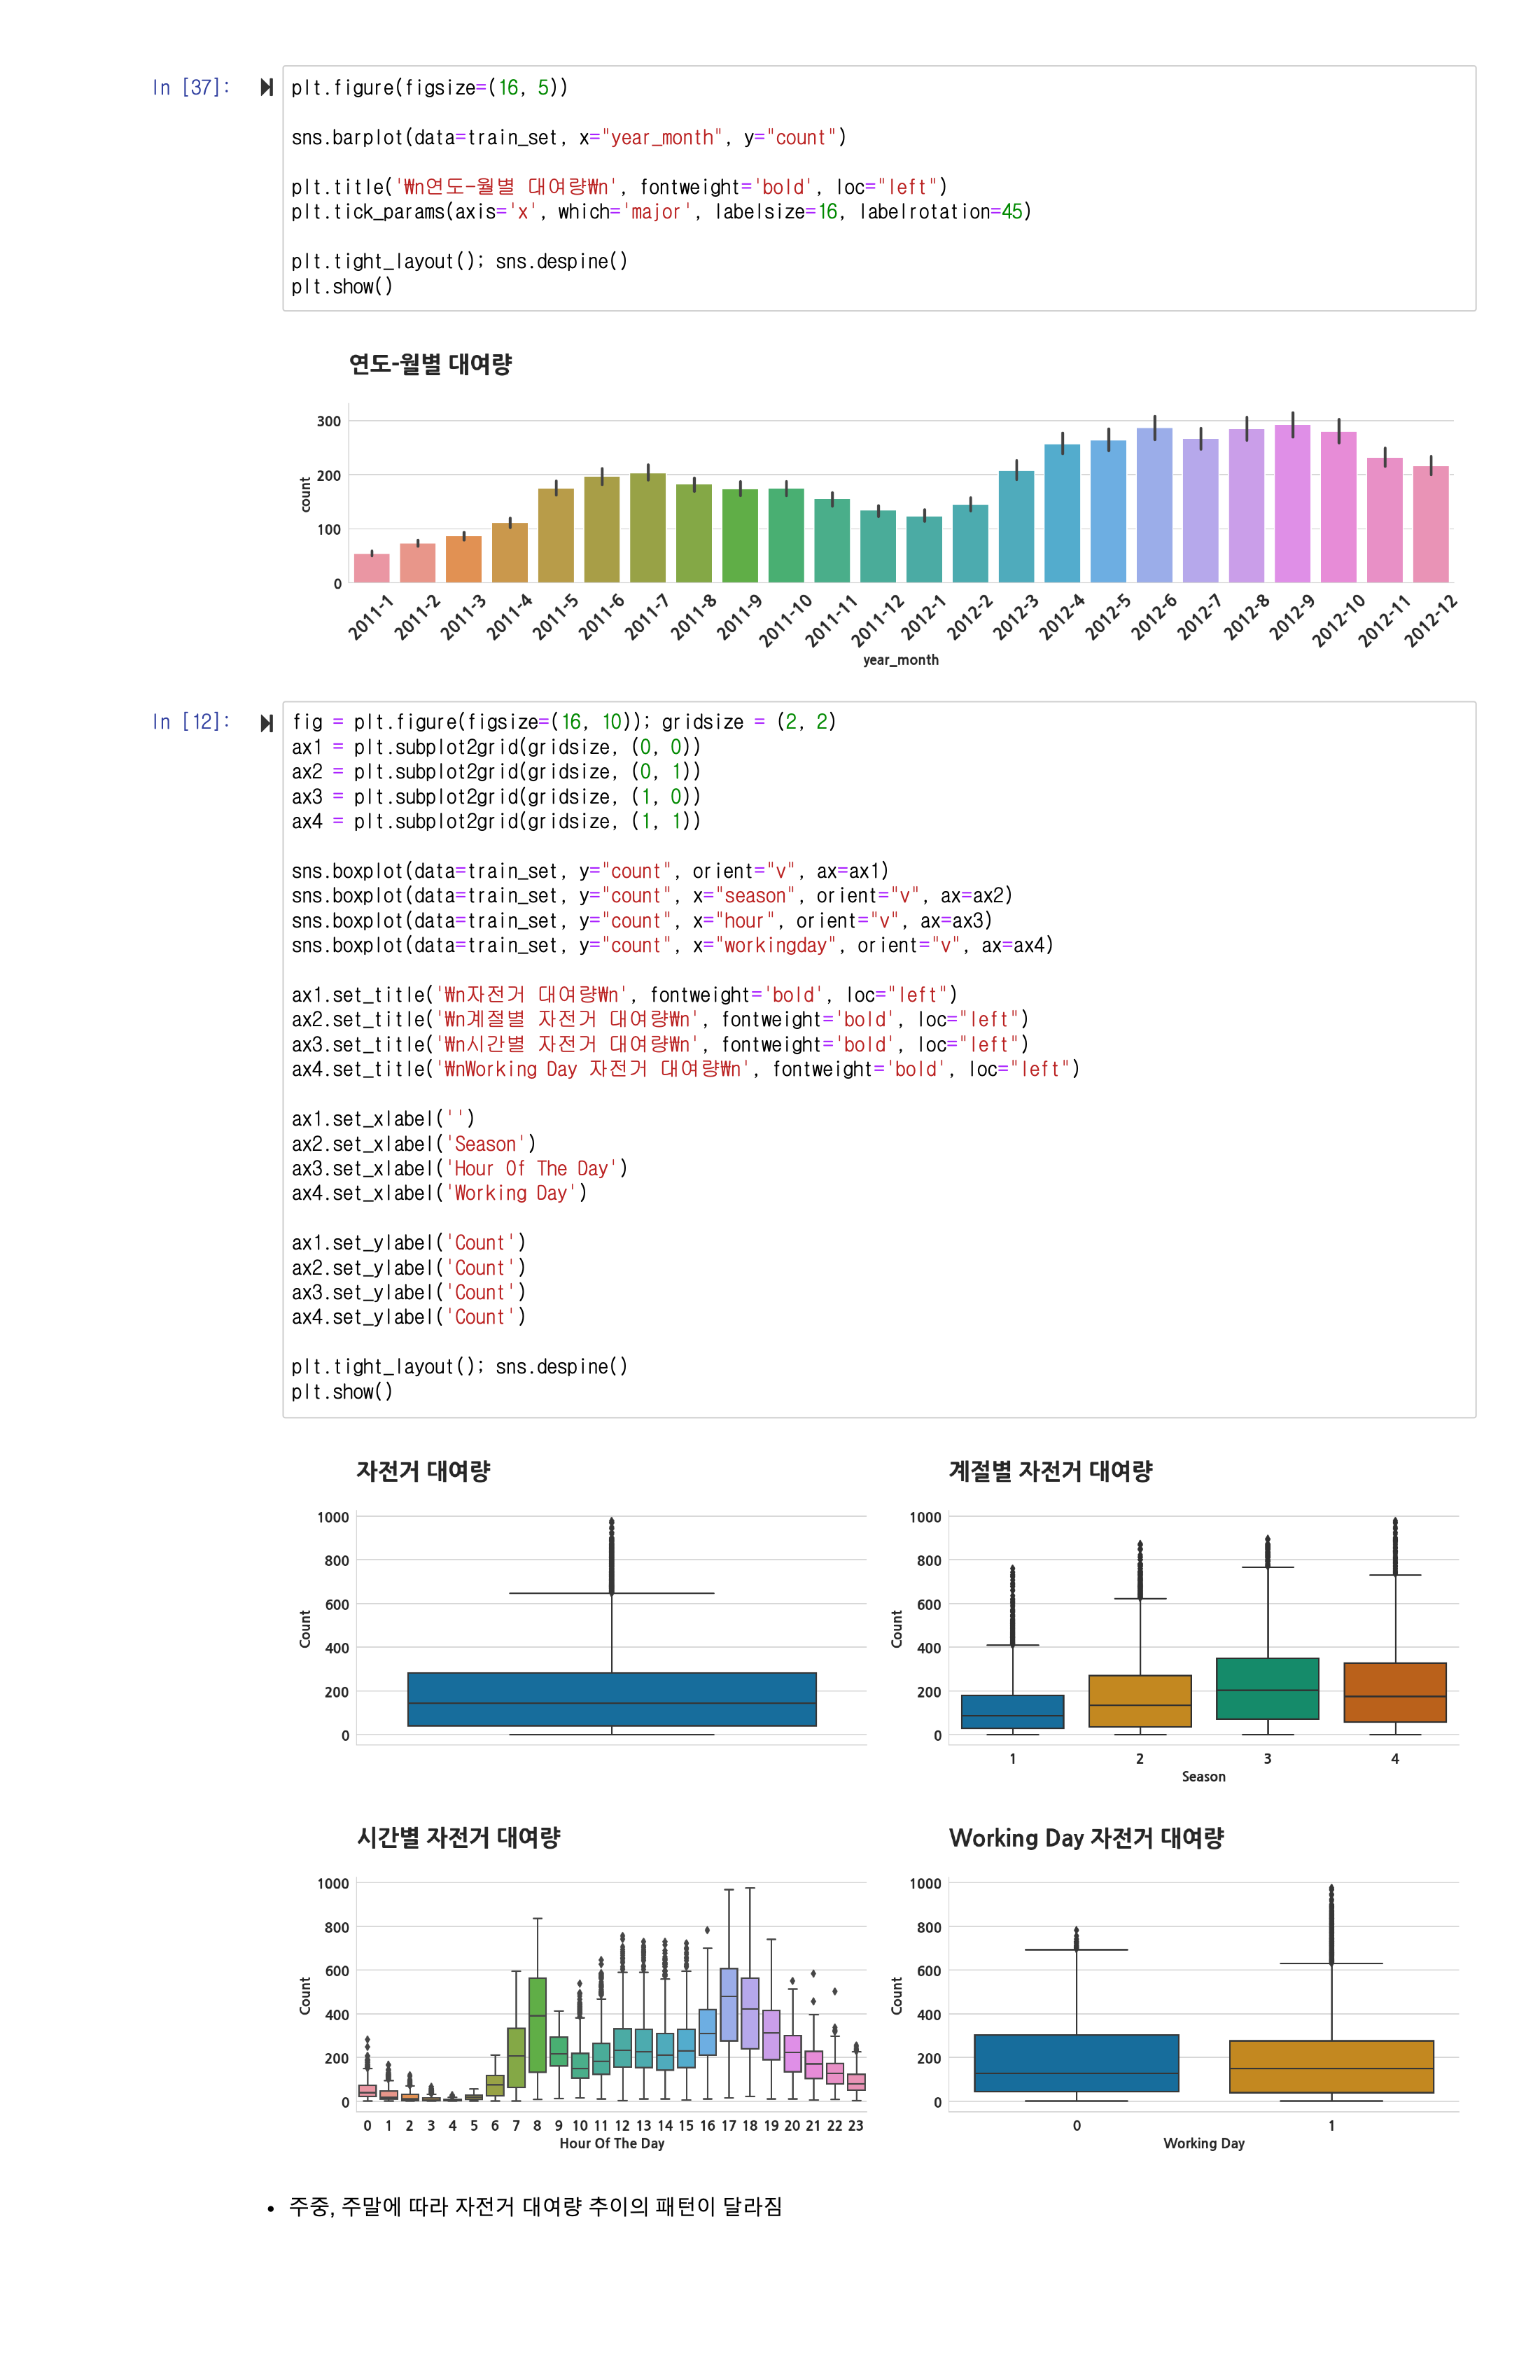 In [37]:
plt.figure(figsize=(16, 5))
sns.barplot(data=train_set, x="year_month", y="count")
plt.title('₩n연도-월별 대여량₩n', fontweight='bold', loc="left")
plt.tick_params(axis='x', which='major', labelsize=16, labelrotation=45)
plt.tight_layout(); sns.despine()
plt.show()
연도-월별 대여량
300
200
100
0
count
2011-1 2011-2 2011-3 2011-4 2011-5 2011-6 2011-7 2011-8 2011-9 2011-10 2011-11 2011-12 2012-1 2012-2 2012-3 2012-4 2012-5 2012-6 2012-7 2012-8 2012-9 2012-10 2012-11 2012-12
year_month
In [12]:
fig = plt.figure(figsize=(16, 10)); gridsize = (2, 2)
ax1 = plt.subplot2grid(gridsize, (0, 0))
ax2 = plt.subplot2grid(gridsize, (0, 1))
ax3 = plt.subplot2grid(gridsize, (1, 0))
ax4 = plt.subplot2grid(gridsize, (1, 1))
sns.boxplot(data=train_set, y="count", orient="v", ax=ax1)
sns.boxplot(data=train_set, y="count", x="season", orient="v", ax=ax2)
sns.boxplot(data=train_set, y="count", x="hour", orient="v", ax=ax3)
sns.boxplot(data=train_set, y="count", x="workingday", orient="v", ax=ax4)
ax1.set_title('₩n자전거 대여량₩n', fontweight='bold', loc="left")
ax2.set_title('₩n계절별 자전거 대여량₩n', fontweight='bold', loc="left")
ax3.set_title('₩n시간별 자전거 대여량₩n', fontweight='bold', loc="left")
ax4.set_title('₩nWorking Day 자전거 대여량₩n', fontweight='bold', loc="left")
ax1.set_xlabel('')
ax2.set_xlabel('Season')
ax3.set_xlabel('Hour Of The Day')
ax4.set_xlabel('Working Day')
ax1.set_ylabel('Count')
ax2.set_ylabel('Count')
ax3.set_ylabel('Count')
ax4.set_ylabel('Count')
plt.tight_layout(); sns.despine()
plt.show()
자전거 대여량
1000
800
600
400
200
0
Count
계절별 자전거 대여량
1000
800
600
400
200
0
Count
1 2 3 4
Season
시간별 자전거 대여량
1000
800
600
400
200
0
Count
0 1 2 3 4 5 6 7 8 9 10 11 12 13 14 15 16 17 18 19 20 21 22 23
Hour Of The Day
Working Day 자전거 대여량
1000
800
600
400
200
0
Count
0 1
Working Day
• 주중, 주말에 따라 자전거 대여량 추이의 패턴이 달라짐